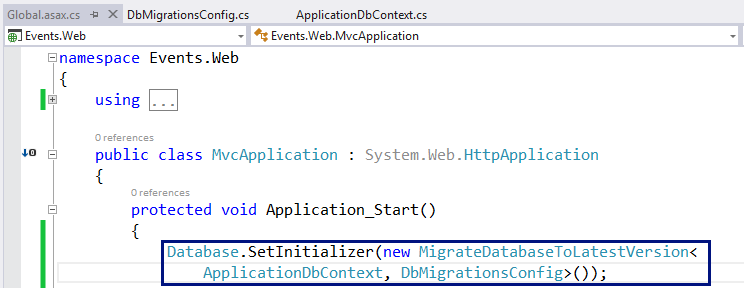 Global.asax.cs DbMigrationsConfig.cs ApplicationDbContext.cs
Events.Web Events.Web.MvcApplication
namespace Events.Web
{
using ...
0 references
public class MvcApplication : System.Web.HttpApplication
{
0 references
protected void Application_Start()
{
Database.SetInitializer(new MigrateDatabaseToLatestVersion<
ApplicationDbContext, DbMigrationsConfig>());